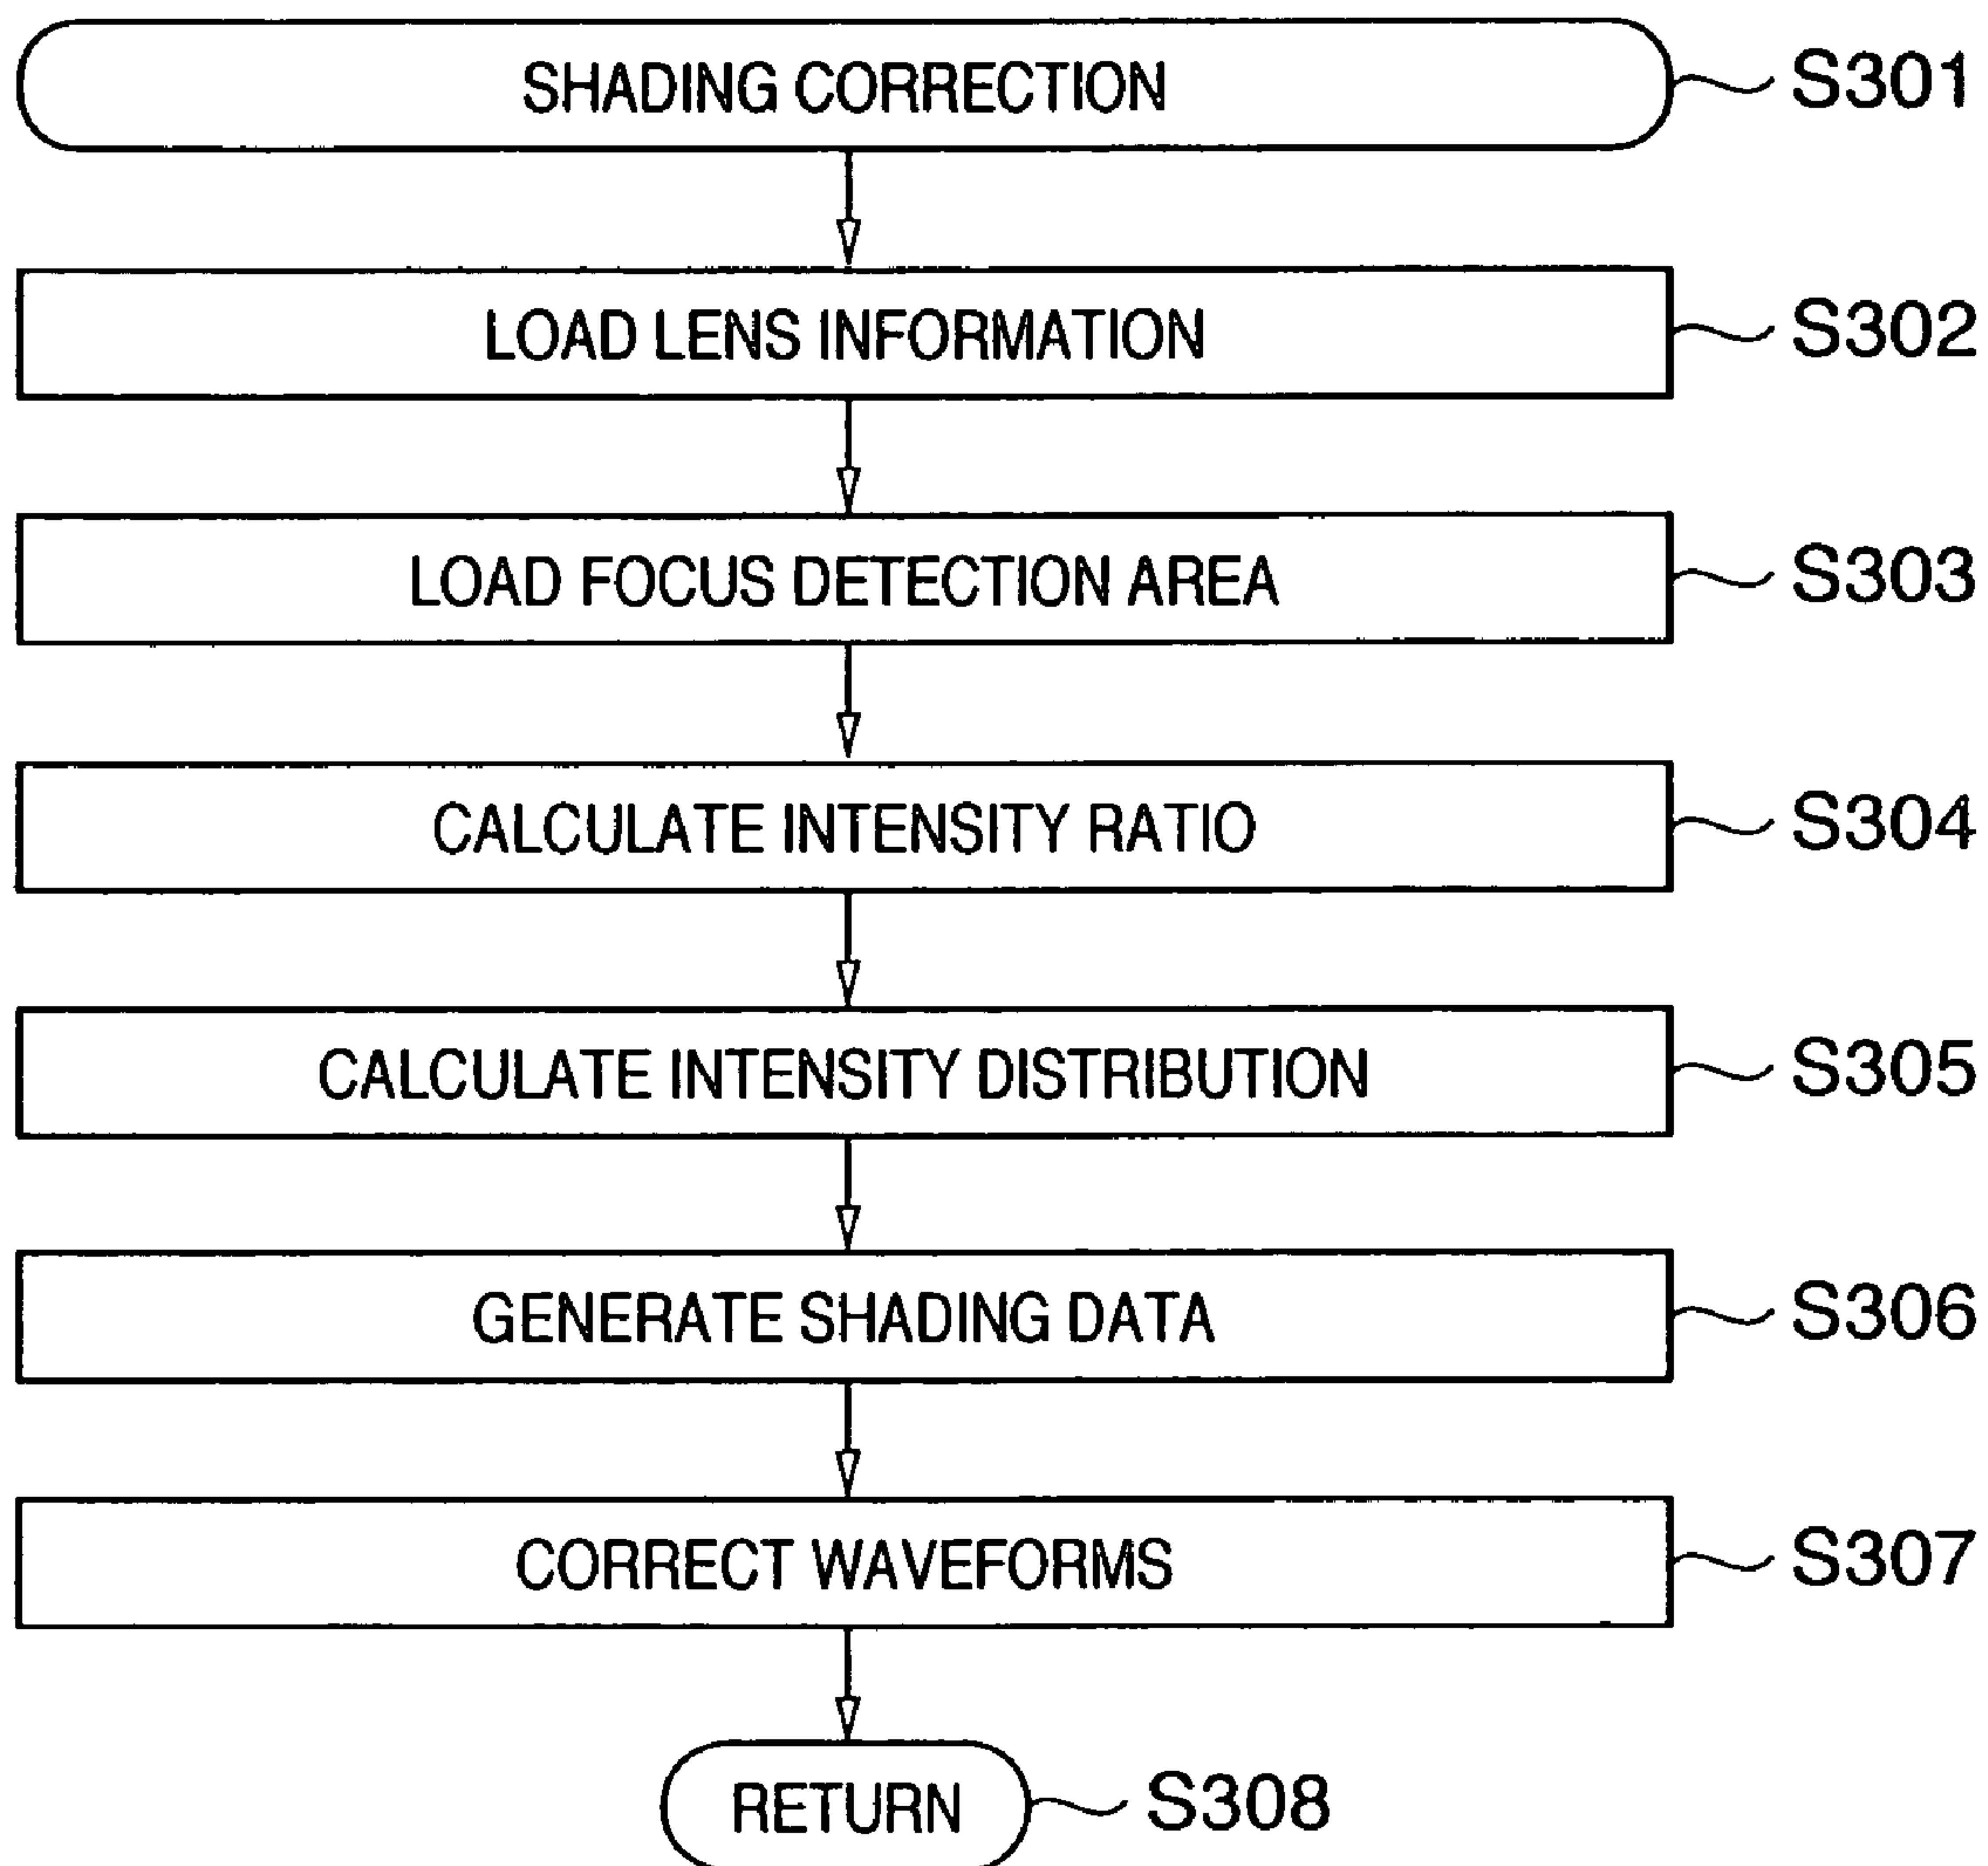 SHADING CORRECTION S301
LOAD LENS INFORMATION S302
LOAD FOCUS DETECTION AREA S303
CALCULATE INTENSITY RATIO S304
CALCULATE INTENSITY DISTRIBUTION S305
GENERATE SHADING DATA S306
CORRECT WAVEFORMS S307
RETURN S308